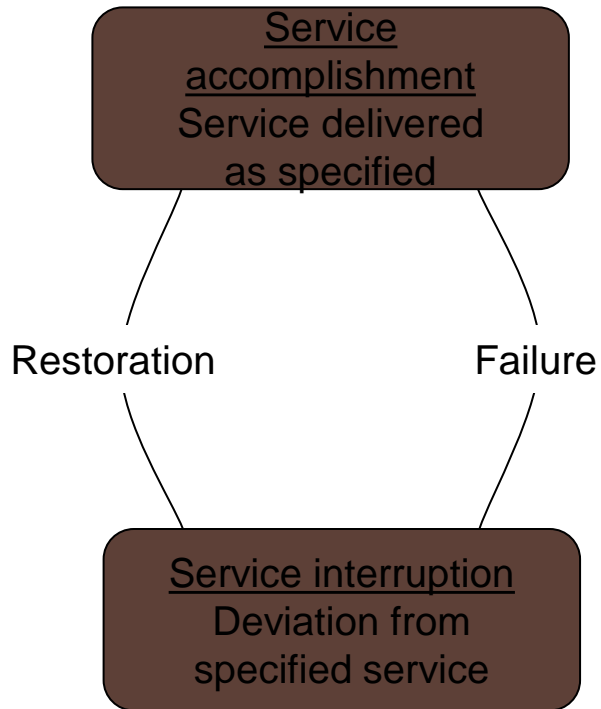 Service
accomplishment
Service delivered
as specified
Restoration
Failure
Service interruption
Deviation from
specified service